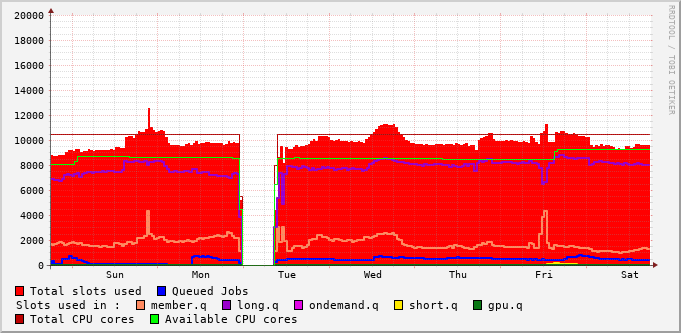 RRDTOOL / TOBI OETIKER
20000
18000
16000
14000
12000
10000
8000
6000
4000
2000
0
Sun Mon Tue Wed Thu Fri Sat
Total slots used Queued Jobs
Slots used in : member.q long.q ondemand.q short.q gpu.q
Total CPU cores Available CPU cores